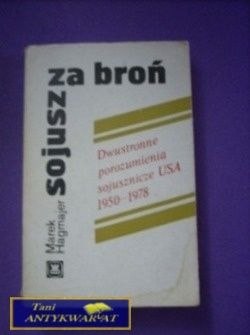 Marek
Hagmajer
sojusz
za broń
Dwustronne
porozumienia
sojusznicze USA
1950-1978
Tani
ANTYKWARIAT